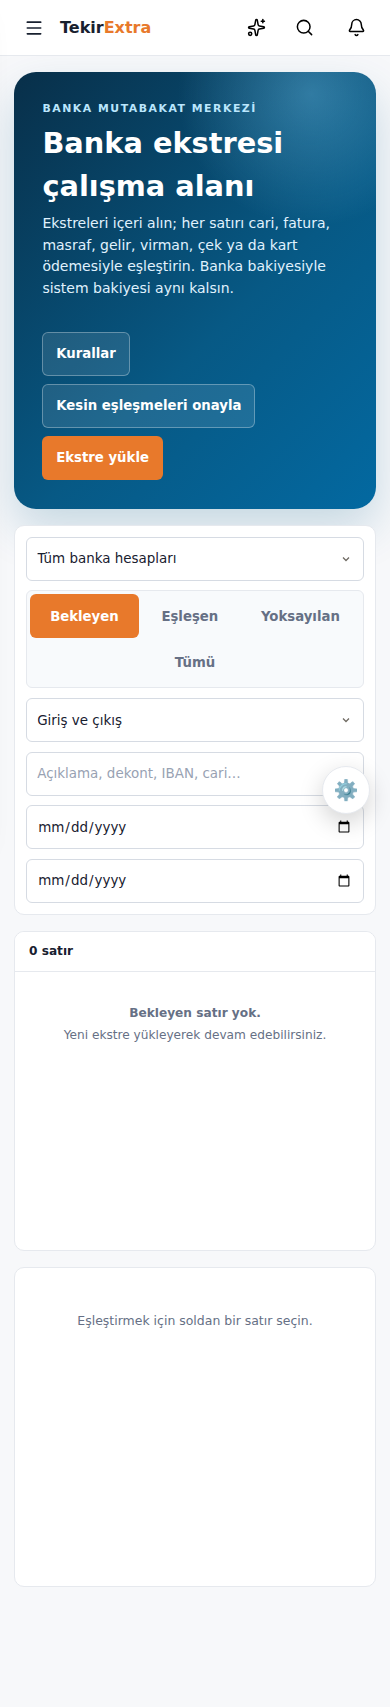 TekirExtra
BANKA MUTABAKAT MERKEZİ
Banka ekstresi
çalışma alanı
Ekstreleri içeri alın; her satırı cari, fatura,
masraf, gelir, virman, çek ya da kart
ödemesiyle eşleştirin. Banka bakiyesiyle
sistem bakiyesi aynı kalsın.
Kurallar
Kesin eşleşmeleri onayla
Ekstre yükle
Tüm banka hesapları
Bekleyen Eşleşen Yoksayılan
Tümü
Giriş ve çıkış
Açıklama, dekont, IBAN, cari...
mm/dd/yyyy
mm/dd/yyyy
0 satır
Bekleyen satır yok.
Yeni ekstre yükleyerek devam edebilirsiniz.
Eşleştirmek için soldan bir satır seçin.